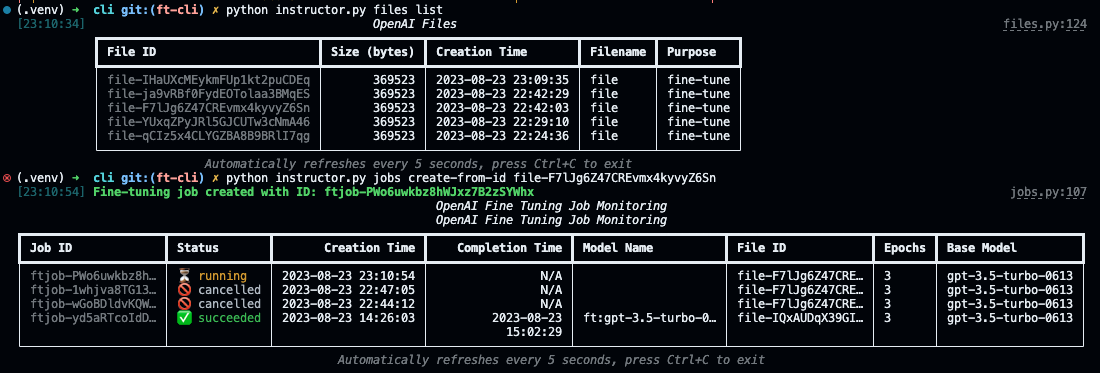 (.venv) ➜ cli git:(ft-cli) ✗ python instructor.py files list
[23:10:34] OpenAI Files files.py:124
File ID Size (bytes) Creation Time Filename Purpose
file-IHaUXcMEykmFUp1kt2puCDEq 369523 2023-08-23 23:09:35 file fine-tune
file-ja9vRBf0FydEOTolaa3BMqES 369523 2023-08-23 22:42:29 file fine-tune
file-F7lJg6Z47CREvmx4kyvyZ6Sn 369523 2023-08-23 22:42:03 file fine-tune
file-YUxqZPyJRl5GJCUTw3cNmA46 369523 2023-08-23 22:29:10 file fine-tune
file-qCIz5x4CLYGZBA8B9BRlI7qg 369523 2023-08-23 22:24:36 file fine-tune
Automatically refreshes every 5 seconds, press Ctrl+C to exit
(.venv) ➜ cli git:(ft-cli) ✗ python instructor.py jobs create-from-id file-F7lJg6Z47CREvmx4kyvyZ6Sn
[23:10:54] Fine-tuning job created with ID: ftjob-PWo6uwkbz8hWJxz7B2zSYWhx jobs.py:107
OpenAI Fine Tuning Job Monitoring
OpenAI Fine Tuning Job Monitoring
Job ID Status Creation Time Completion Time Model Name File ID Epochs Base Model
ftjob-PWo6uwkbz8h… ⏳ running 2023-08-23 23:10:54 N/A file-F7lJg6Z47CRE… 3 gpt-3.5-turbo-0613
ftjob-1whjva8TG13… 🚫 cancelled 2023-08-23 22:47:05 N/A file-F7lJg6Z47CRE… 3 gpt-3.5-turbo-0613
ftjob-wGoBDldvKQW… 🚫 cancelled 2023-08-23 22:44:12 N/A file-F7lJg6Z47CRE… 3 gpt-3.5-turbo-0613
ftjob-yd5aRTcoIdD… ✅ succeeded 2023-08-23 14:26:03 2023-08-23 ft:gpt-3.5-turbo-0… file-IQxAUDqX39GI… 3 gpt-3.5-turbo-0613
15:02:29
Automatically refreshes every 5 seconds, press Ctrl+C to exit